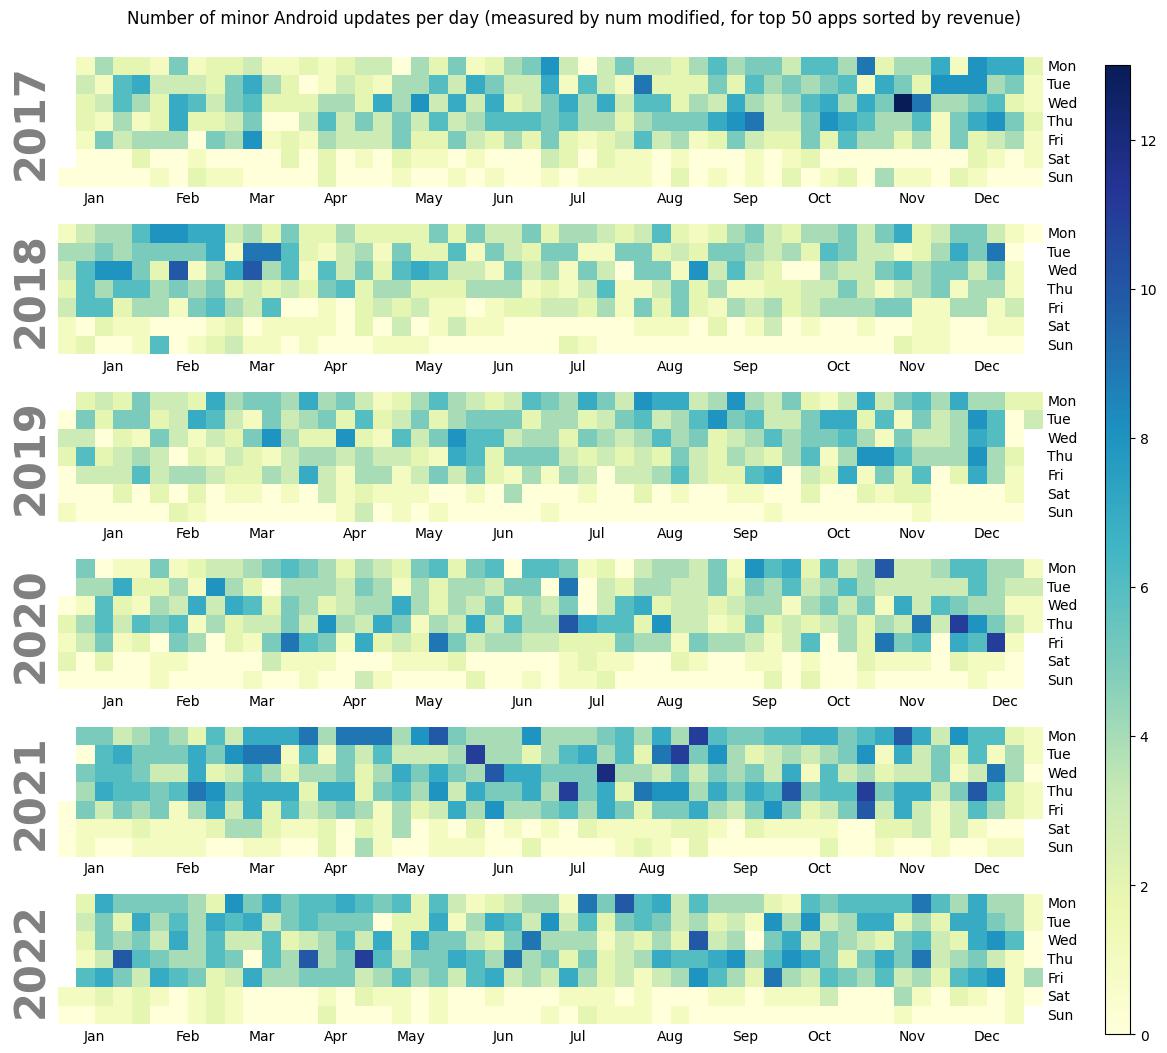 Number of minor Android updates per day (measured by num modified, for top 50 apps sorted by revenue)
2017
Mon
Tue
Wed
Thu
Fri
Sat
Sun
Jan Feb Mar Apr May Jun Jul Aug Sep Oct Nov Dec
2018
Mon
Tue
Wed
Thu
Fri
Sat
Sun
Jan Feb Mar Apr May Jun Jul Aug Sep Oct Nov Dec
2019
Mon
Tue
Wed
Thu
Fri
Sat
Sun
Jan Feb Mar Apr May Jun Jul Aug Sep Oct Nov Dec
2020
Mon
Tue
Wed
Thu
Fri
Sat
Sun
Jan Feb Mar Apr May Jun Jul Aug Sep Oct Nov Dec
2021
Mon
Tue
Wed
Thu
Fri
Sat
Sun
Jan Feb Mar Apr May Jun Jul Aug Sep Oct Nov Dec
2022
Mon
Tue
Wed
Thu
Fri
Sat
Sun
Jan Feb Mar Apr May Jun Jul Aug Sep Oct Nov Dec
12
10
8
6
4
2
0